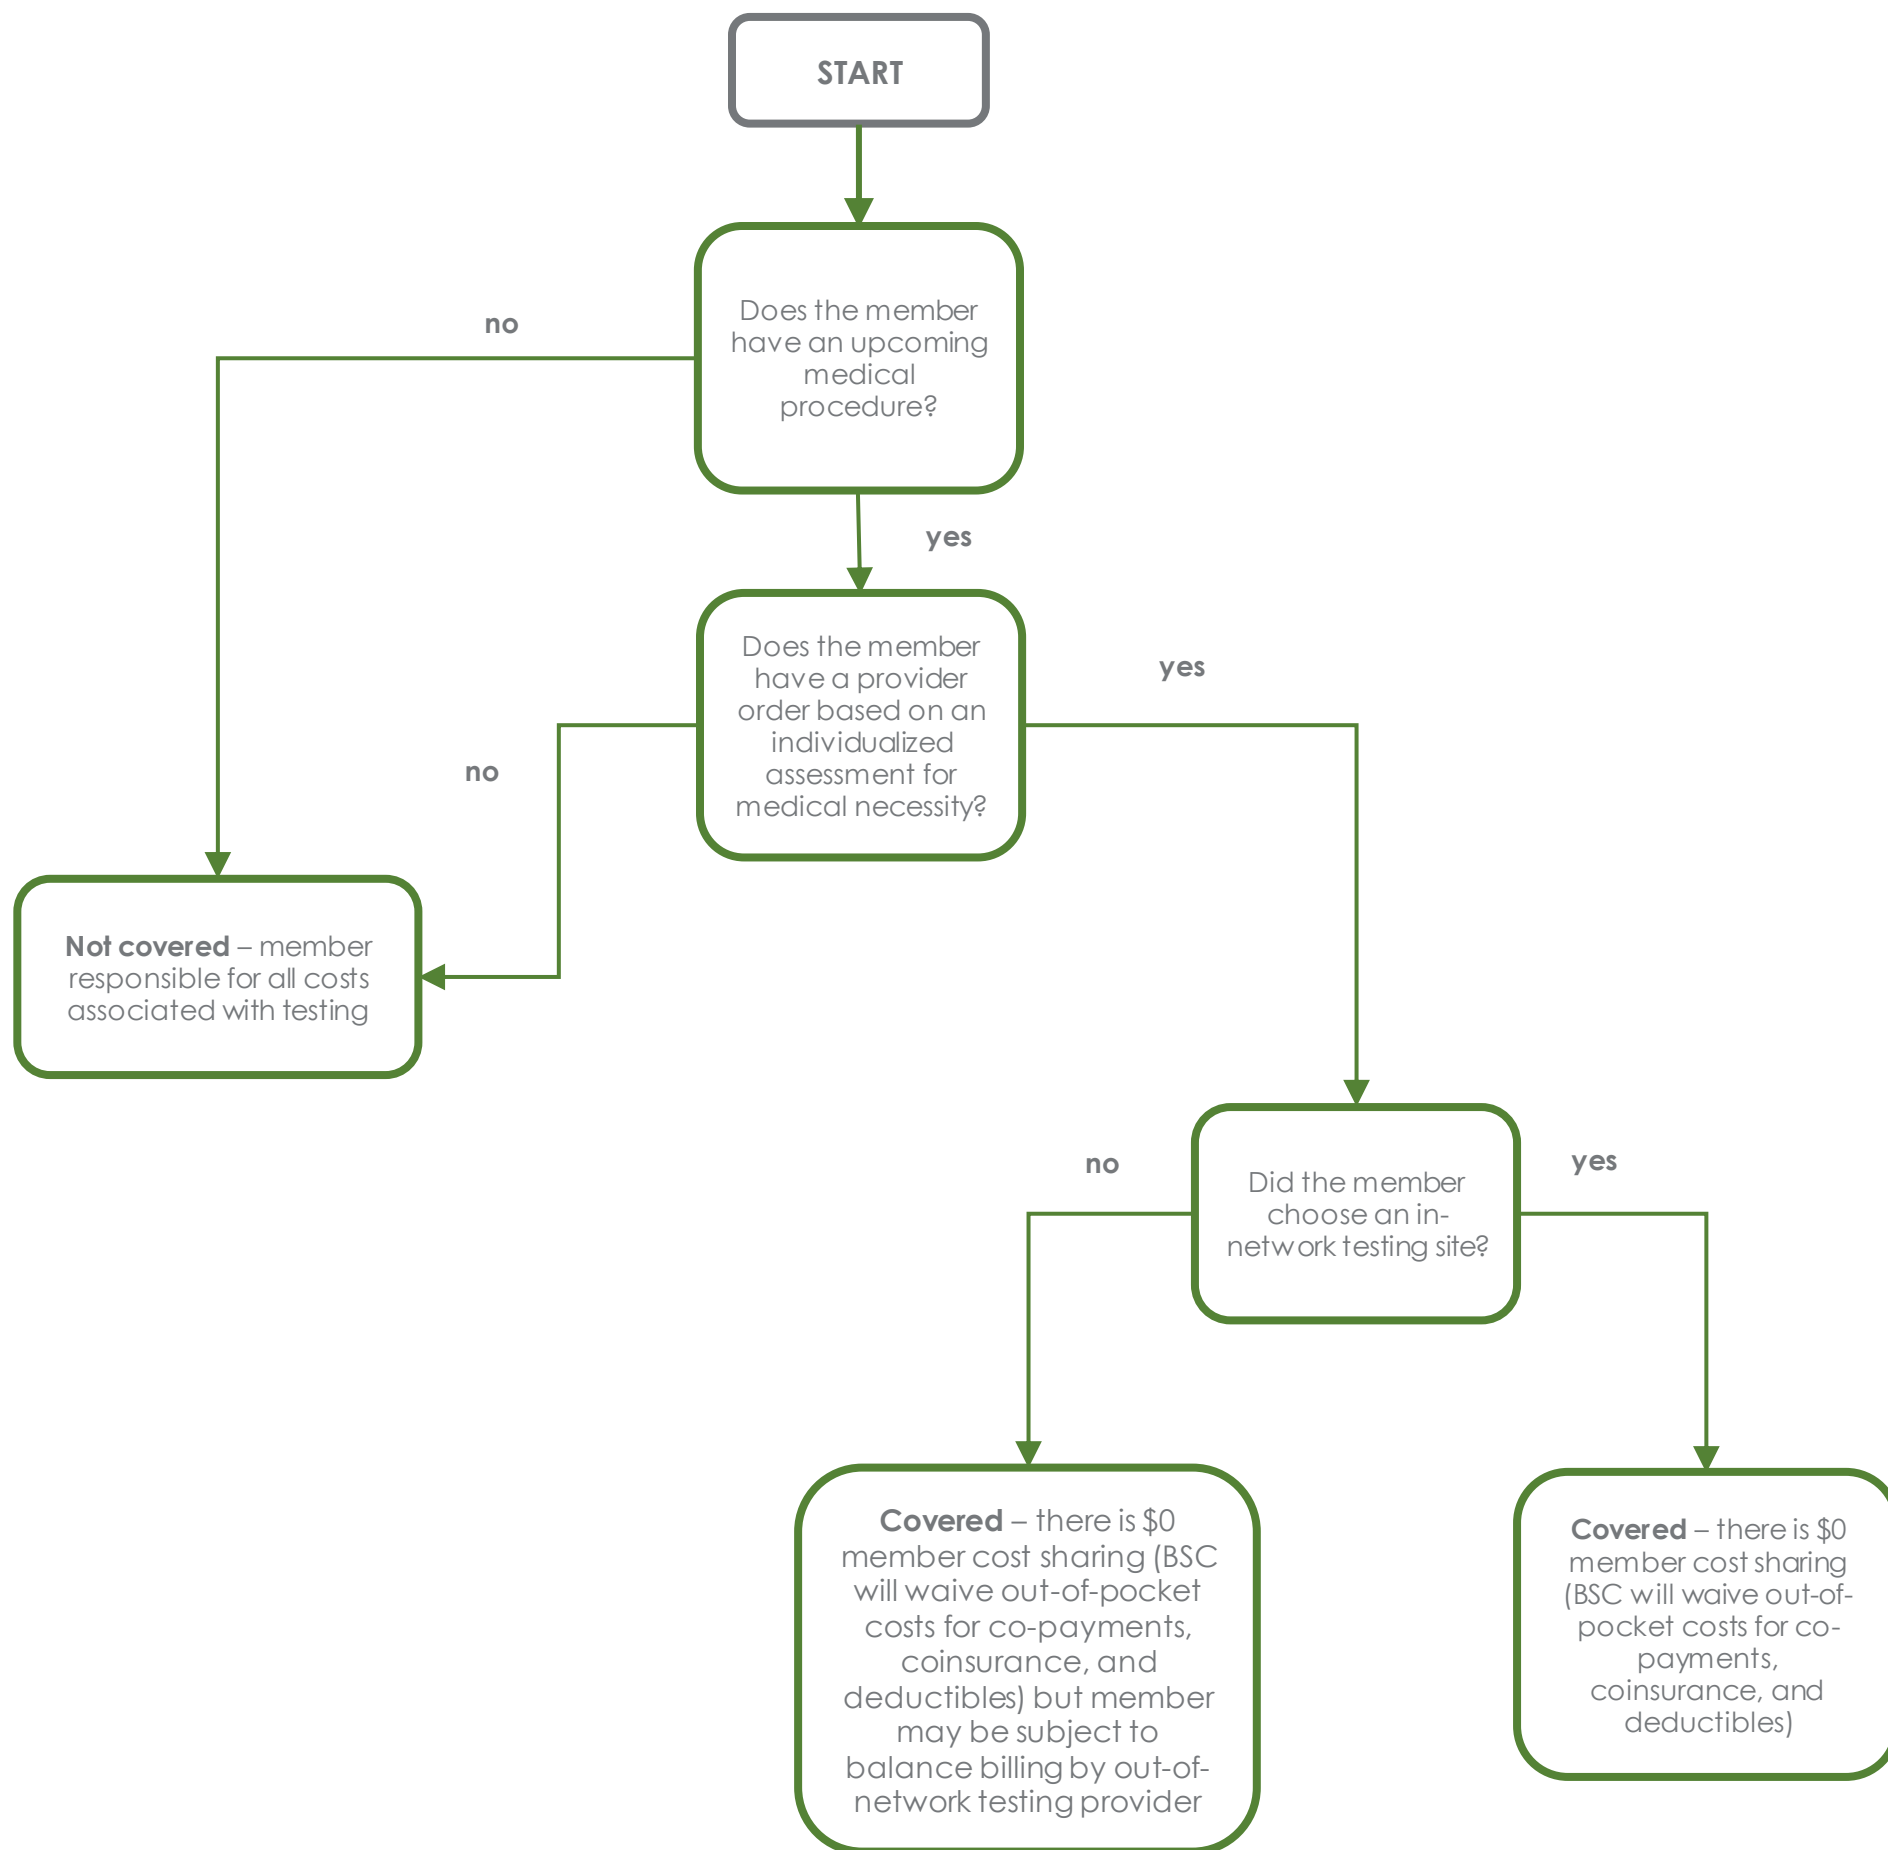 START
no
Does the member
have an upcoming
medical
procedure?
yes
Does the member
have a provider
order based on an
individualized
assessment for
medical necessity?
yes
no
Not covered – member
responsible for all costs
associated with testing
no
yes
Did the member
choose an in-
network testing site?
Covered – there is $0
member cost sharing (BSC
will waive out-of-pocket
costs for co-payments,
coinsurance, and
deductibles) but member
may be subject to
balance billing by out-of-
network testing provider
Covered – there is $0
member cost sharing
(BSC will waive out-of-
pocket costs for co-
payments,
coinsurance, and
deductibles)